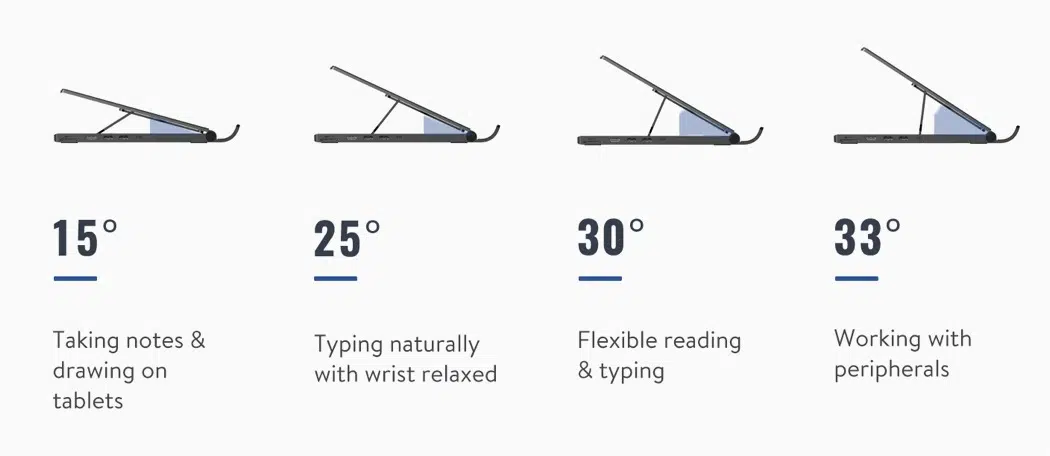 15°
Taking notes &
drawing on
tablets
25°
Typing naturally
with wrist relaxed
30°
Flexible reading
& typing
33°
Working with
peripherals